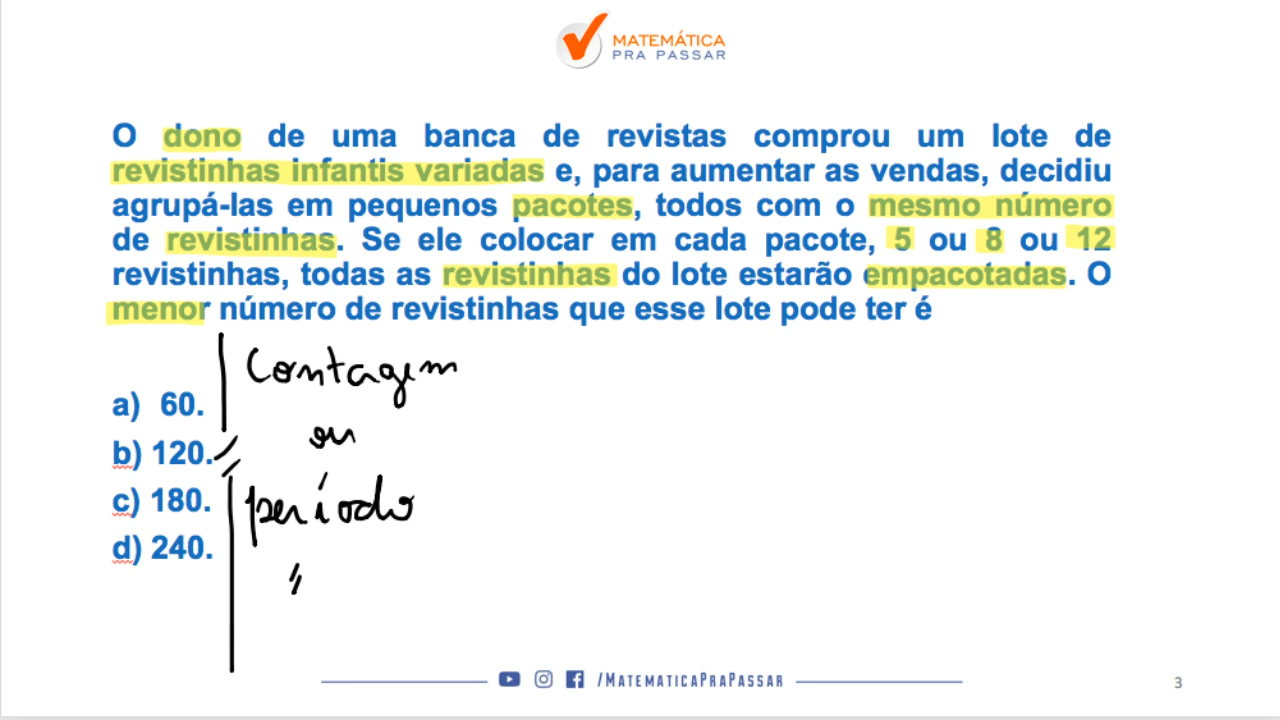 MATEMÁTICA
PRA PASSAR
O dono de uma banca de revistas comprou um lote de
revistinhas infantis variadas e, para aumentar as vendas, decidiu
agrupá-las em pequenos pacotes, todos com o mesmo número
de revistinhas. Se ele colocar em cada pacote, 5 ou 8 ou 12
revistinhas, todas as revistinhas do lote estarão empacotadas. O
menor número de revistinhas que esse lote pode ter é
Contagem
a) 60.
ou
b) 120.
c) 180.
período
d) 240.
/MATEMATICAPRAPASSAR
3